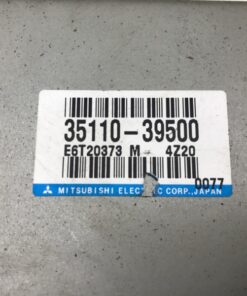 35110-39500
E6T20373 M 4Z20
0077
MITSUBISHI ELECTRIC CORP., JAPAN